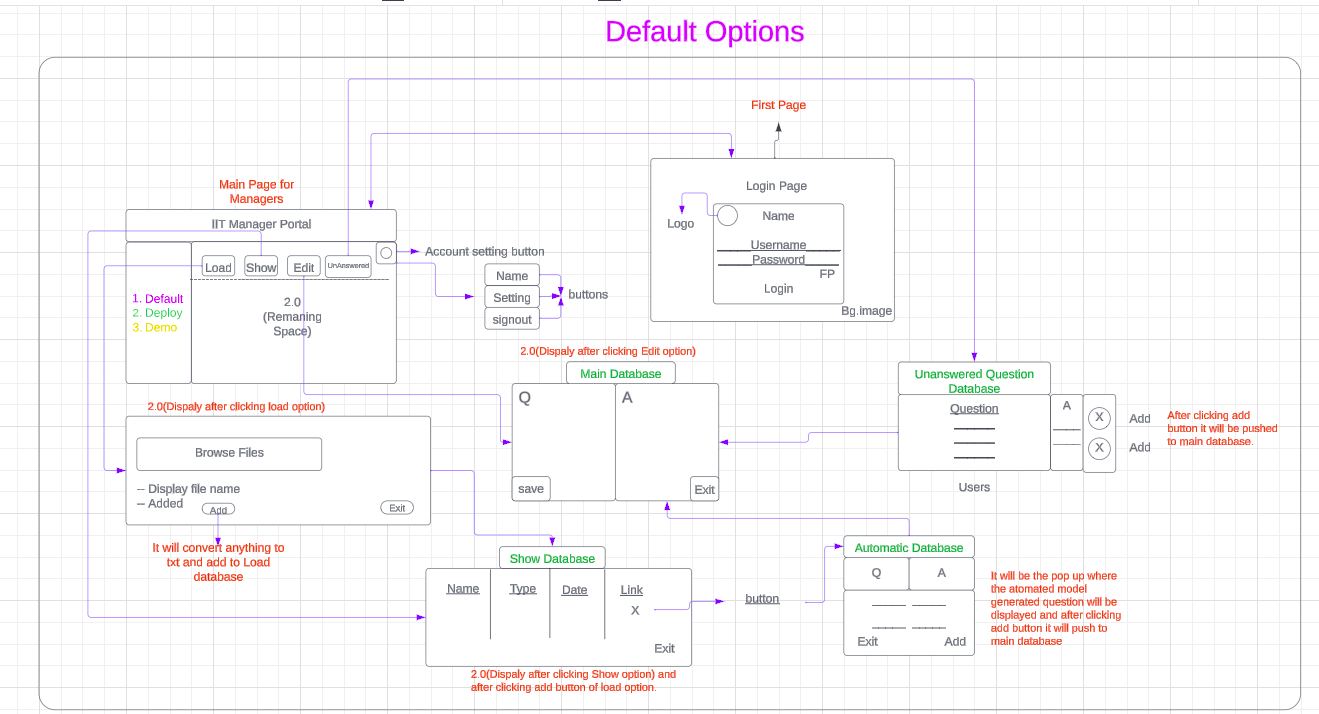 Default Options
First Page
Main Page for
Managers
IIT Manager Portal
Load
Show
Edit
UnAnswered
Account setting button
1. Default
2. Deploy
3. Demo
2.0
(Remaning
Space)
Name
Setting
signout
buttons
Login Page
Logo
Name
Username
Password
FP
Login
Bg.image
2.0(Dispaly after clicking Edit option)
Main Database
Q
A
save
Exit
Unanswered Question
Database
Question
A
X
Add
X
Add
After clicking add
button it will be pushed
to main database.
Users
2.0(Dispaly after clicking load option)
Browse Files
-- Display file name
-- Added
Add
Exit
It will convert anything to
txt and add to Load
database
Show Database
Name
Type
Date
Link
X
Exit
button
2.0(Dispaly after clicking Show option) and
after clicking add button of load option.
Automatic Database
Q
A
Exit
Add
It will be the pop up where
the atomated model
generated question will be
displayed and after clicking
add button it will push to
main database